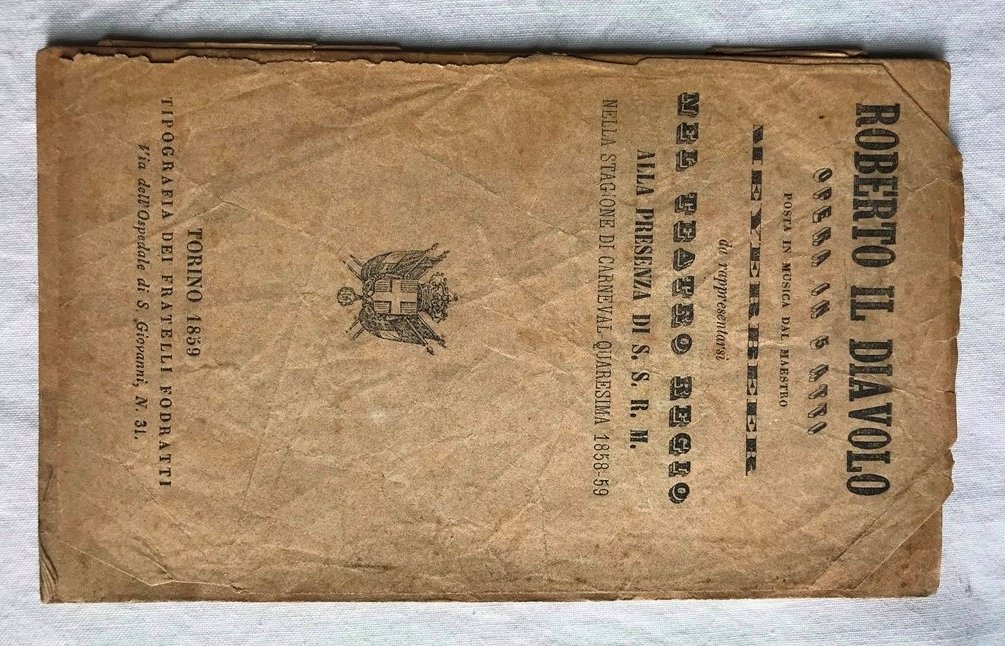 ROBERTO IL DIAVOLO
OPERA IN 5 ATTI
POSTA IN MUSICA DAL MAESTRO
MEYERBEER
da rappresentarsi
NEL TEATRO REGIO
ALLA PRESENZA DI S. S. R. M.
NELLA STAGIONE DI CARNEVAL QUARESIMA 1858-59
TORINO 1859
TIPOGRAFIA DEI FRATELLI FODRATTI
Via dell'Ospedale di S. Giovanni, N. 31.